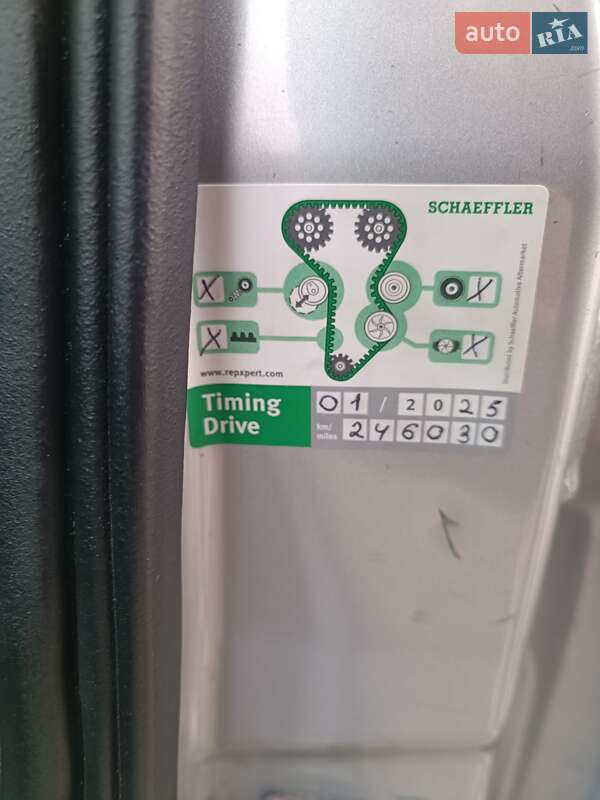 auto RIA .com
SCHAEFFLER
X
X
X
X
Distributed by Schaeffler Automotive Aftermarket
www.repxpert.com
Timing Drive
01/2025
km/miles 246030